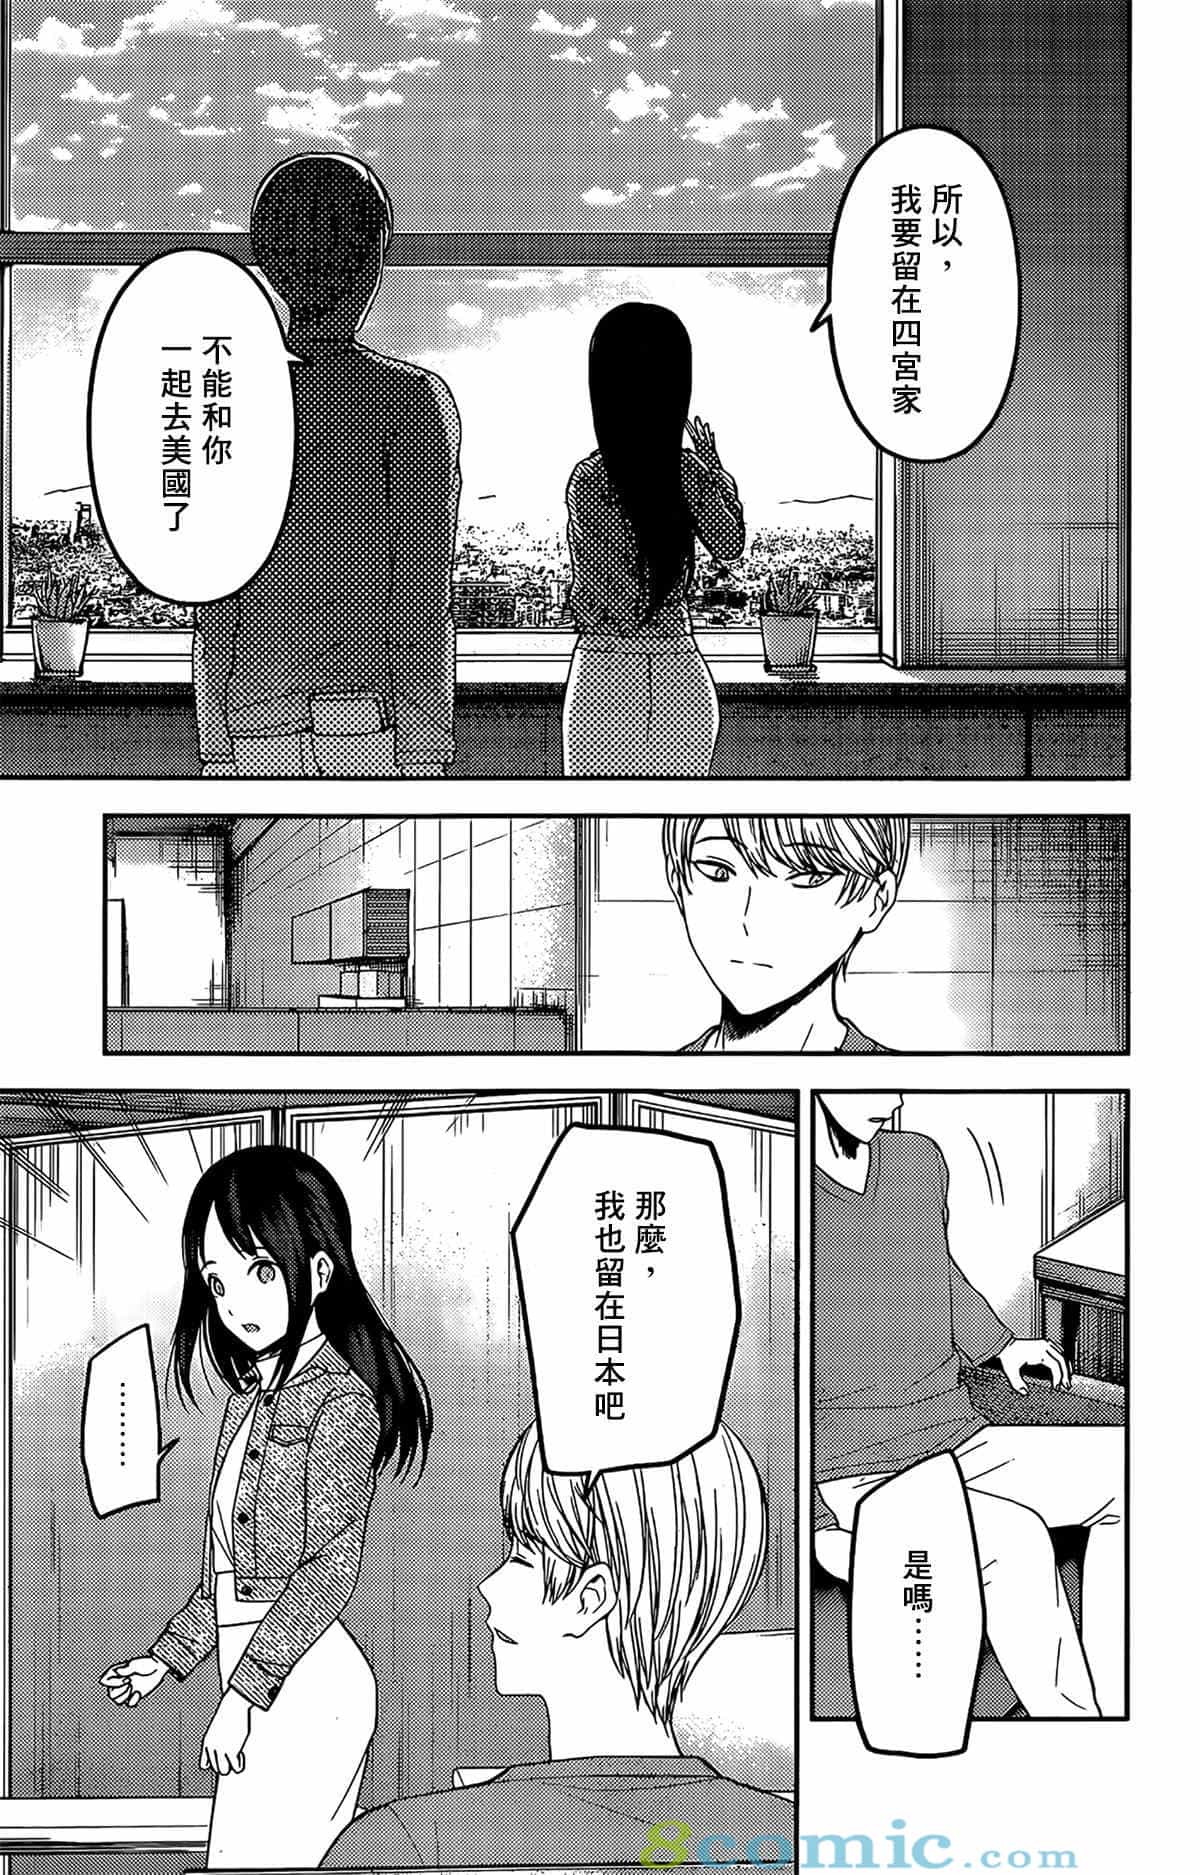 所以，
我要留在四宮家
不能和你
一起去美國了
是嗎……
那麼，
我也留在日本吧
……
8comic.com